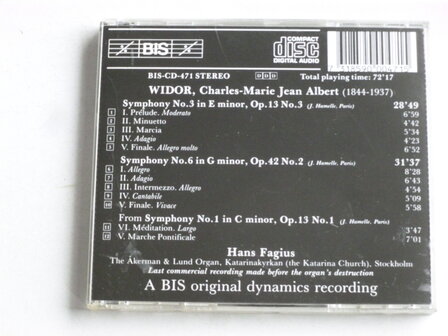 BIS
COMPACT
disc
DIGITAL AUDIO
BIS-CD-471 STEREO DDD Total playing time: 72'17
WIDOR, Charles-Marie Jean Albert (1844-1937)
Symphony No.3 in E minor, Op.13 No.3 (J. Hamelle, Paris) 28'49
1 I. Prélude. Moderato 6'59
2 II. Minuetto 4'42
3 III. Marcia 5'34
4 IV. Adagio 4'23
5 V. Finale. Allegro molto 6'52
Symphony No.6 in G minor, Op.42 No.2 (J. Hamelle, Paris) 31'37
6 I. Allegro 8'28
7 II. Adagio 6'43
8 III. Intermezzo. Allegro 4'54
9 IV. Cantabile 5'09
10 V. Finale. Vivace 5'58
From Symphony No.1 in C minor, Op.13 No.1 (J. Hamelle, Paris)
11 VI. Méditation. Largo 3'47
12 V. Marche Pontificale 7'01
Hans Fagius
The Åkerman & Lund Organ, Katarinakyrkan (the Katarina Church), Stockholm
Last commercial recording made before the organ's destruction
A BIS original dynamics recording